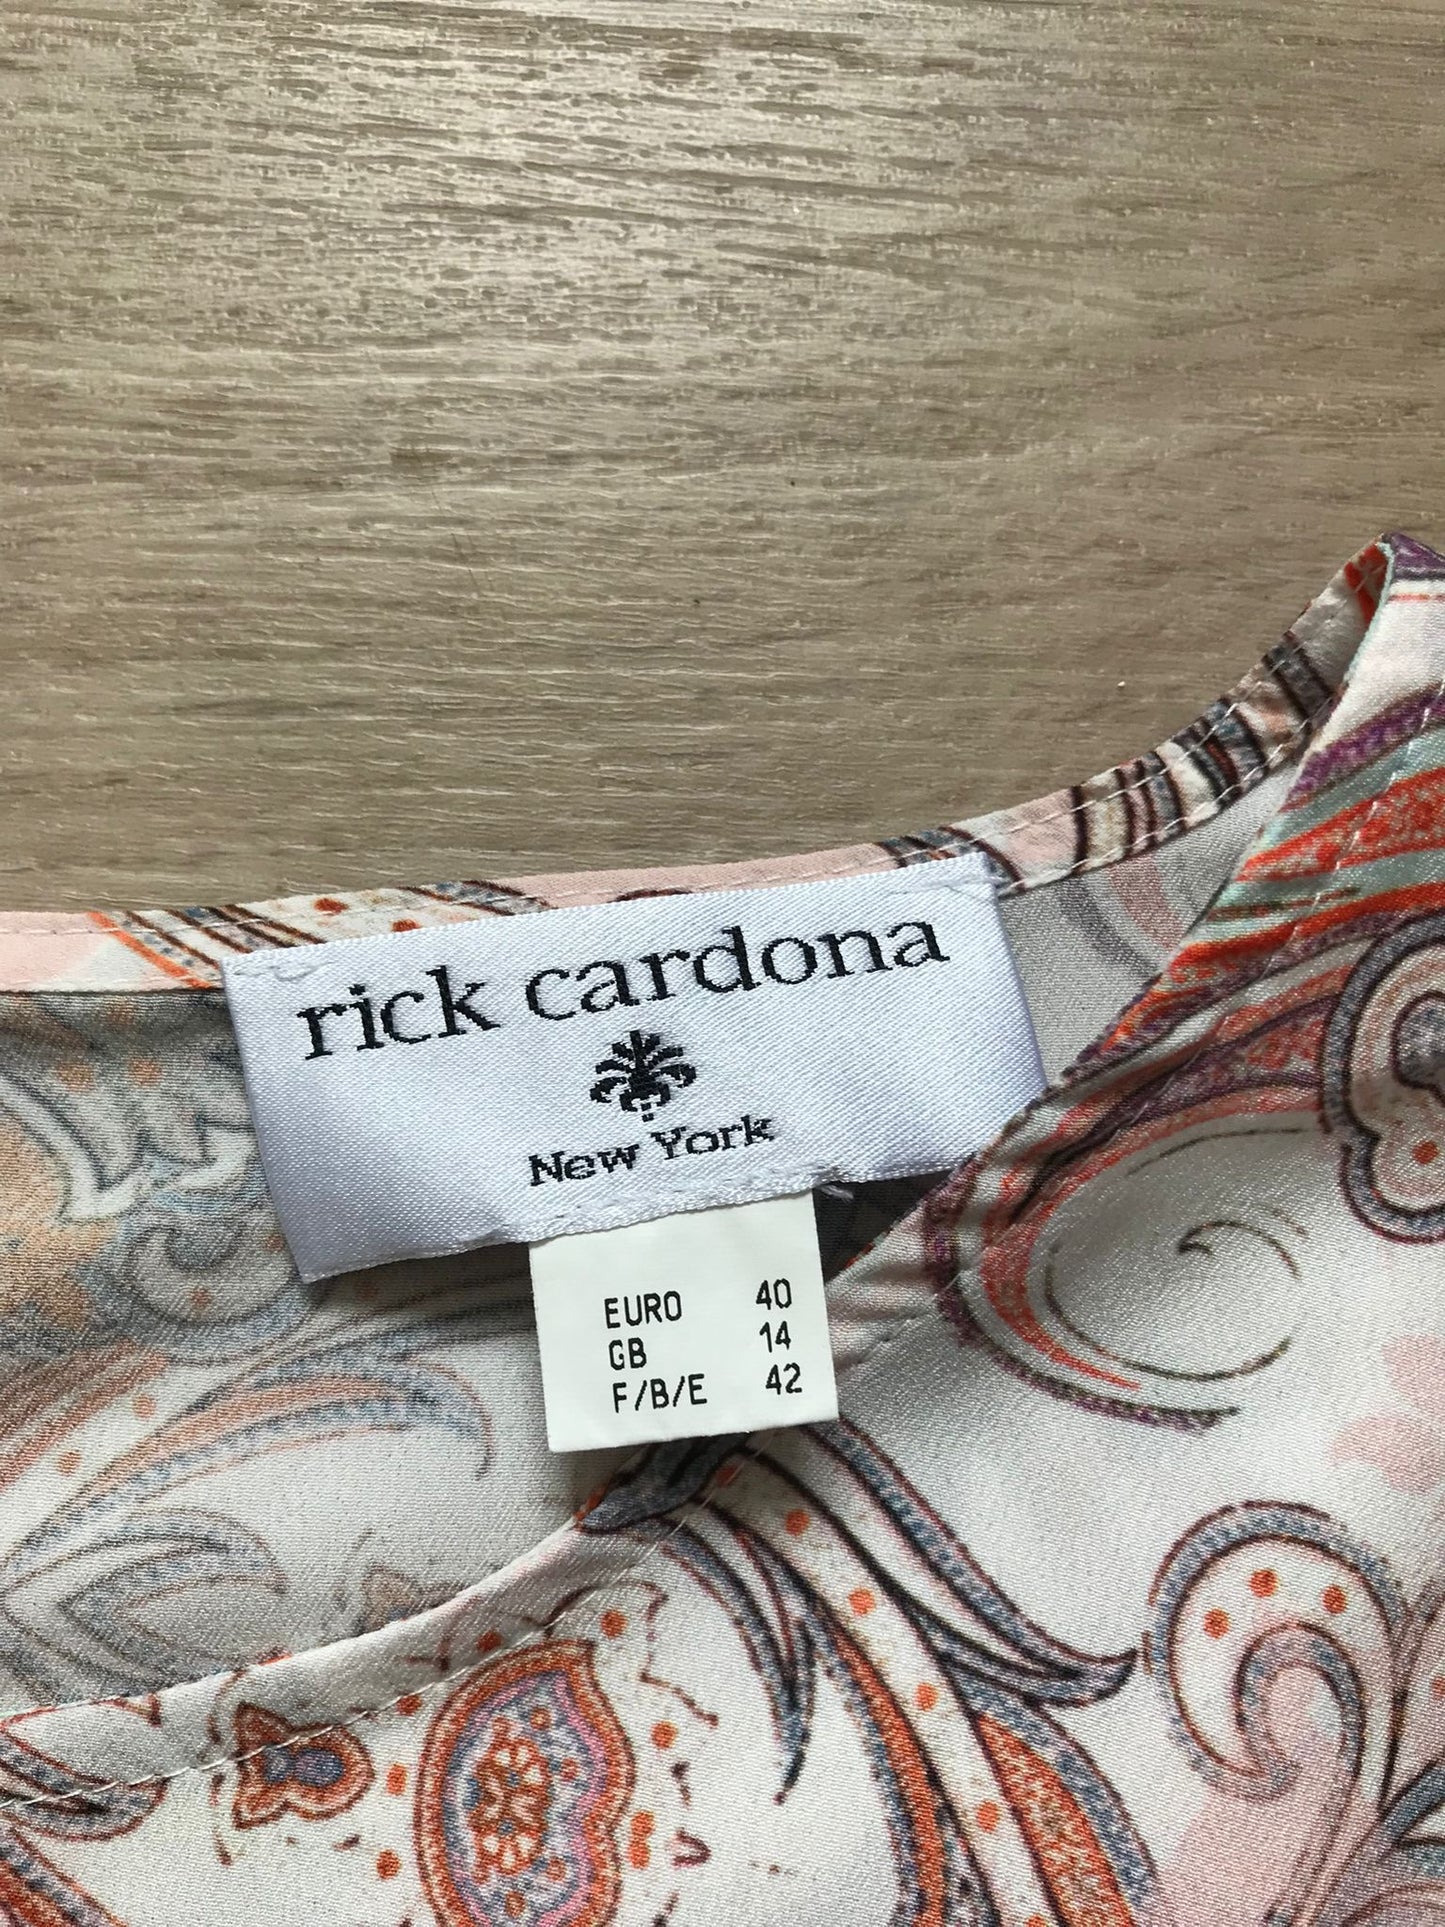 rick cardona
New York
EURO 40
GB 14
F/B/E 42